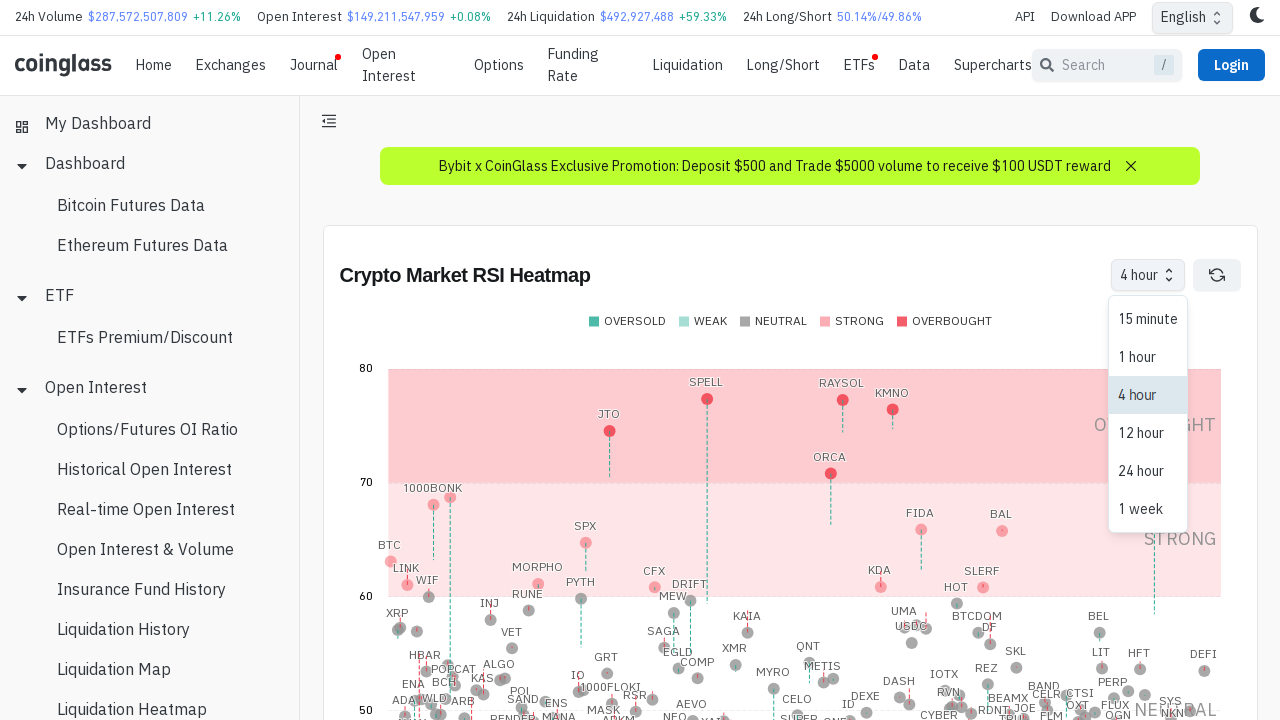 24h Volume $287,572,507,809 +11.26% Open Interest $149,211,547,959 +0.08% 24h Liquidation $492,927,488 +59.33% 24h Long/Short 50.14%/49.86% API Download APP English
coinglass Home Exchanges Journal Open Interest Options Funding Rate Liquidation Long/Short ETFs Data Supercharts Search / Login
My Dashboard
Dashboard
Bitcoin Futures Data
Ethereum Futures Data
ETF
ETFs Premium/Discount
Open Interest
Options/Futures OI Ratio
Historical Open Interest
Real-time Open Interest
Open Interest & Volume
Insurance Fund History
Liquidation History
Liquidation Map
Liquidation Heatmap
Bybit x CoinGlass Exclusive Promotion: Deposit $500 and Trade $5000 volume to receive $100 USDT reward
Crypto Market RSI Heatmap
4 hour
15 minute
1 hour
4 hour
12 hour
24 hour
1 week
OVERSOLD WEAK NEUTRAL STRONG OVERBOUGHT
80
SPELL RAYSOL KMNO
JTO
ORCA
70
1000BONK
FIDA BAL
SPX
STRONG
BTC
LINK WIF MORPHO PYTH CFX DRIFT KDA SLERF
60
RUNE MEW HOT
INJ XRP KAIA UMA USDC BTCDOM DF BEL
VET SAGA
HBAR POPCAT ALGO GRT EGLD COMP XMR QNT SKL LIT HFT DEFI
BCH KAS IO 1000FLOKI MYRO METIS DASH IOTX REZ
ENA ADA WLD ARB POL SAND ENS MASK RSR AEVO CELO ID DEXE RVN BEAMX BAND CELR CTSI PERP
50
RENDER MANA NEO SUPER CYBER RDNT JOE CKT FLUX SYS
NEUTRAL